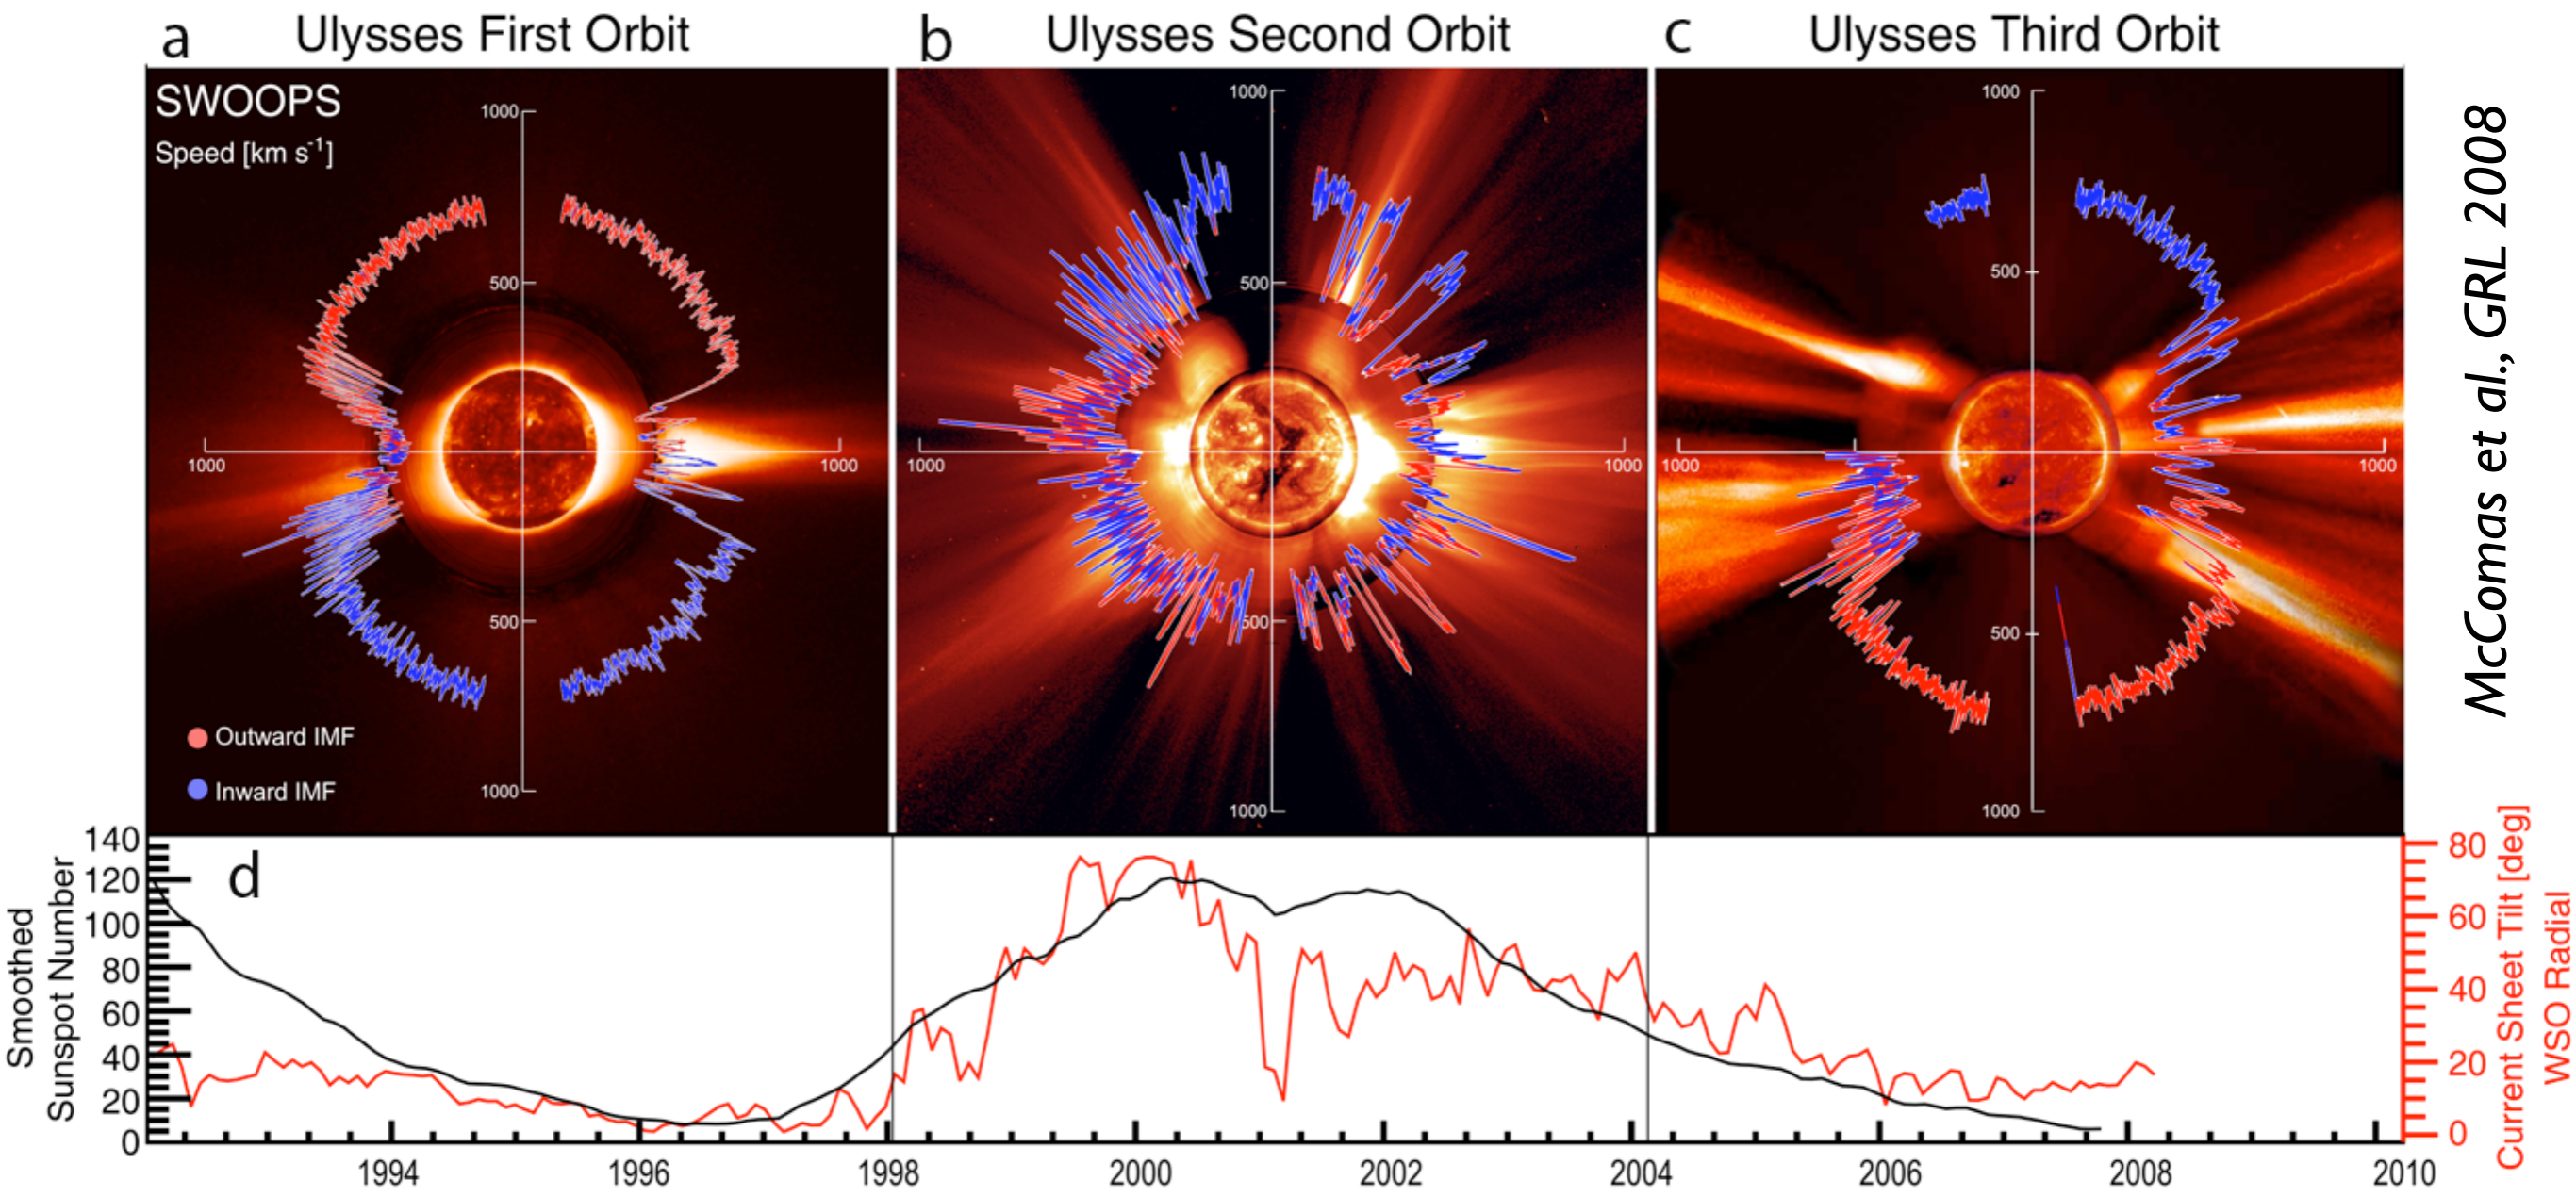 a Ulysses First Orbit
b Ulysses Second Orbit
c Ulysses Third Orbit
SWOOPS
Speed [km s-1]
1000
500
1000
1000
500
1000
Outward IMF
Inward IMF
1000
500
1000
1000
500
1000
1000
500
1000
1000
500
1000
McComas et al., GRL 2008
d
Smoothed
Sunspot Number
140
120
100
80
60
40
20
0
80
60
40
20
0
Current Sheet Tilt [deg]
WSO Radial
1994 1996 1998 2000 2002 2004 2006 2008 2010